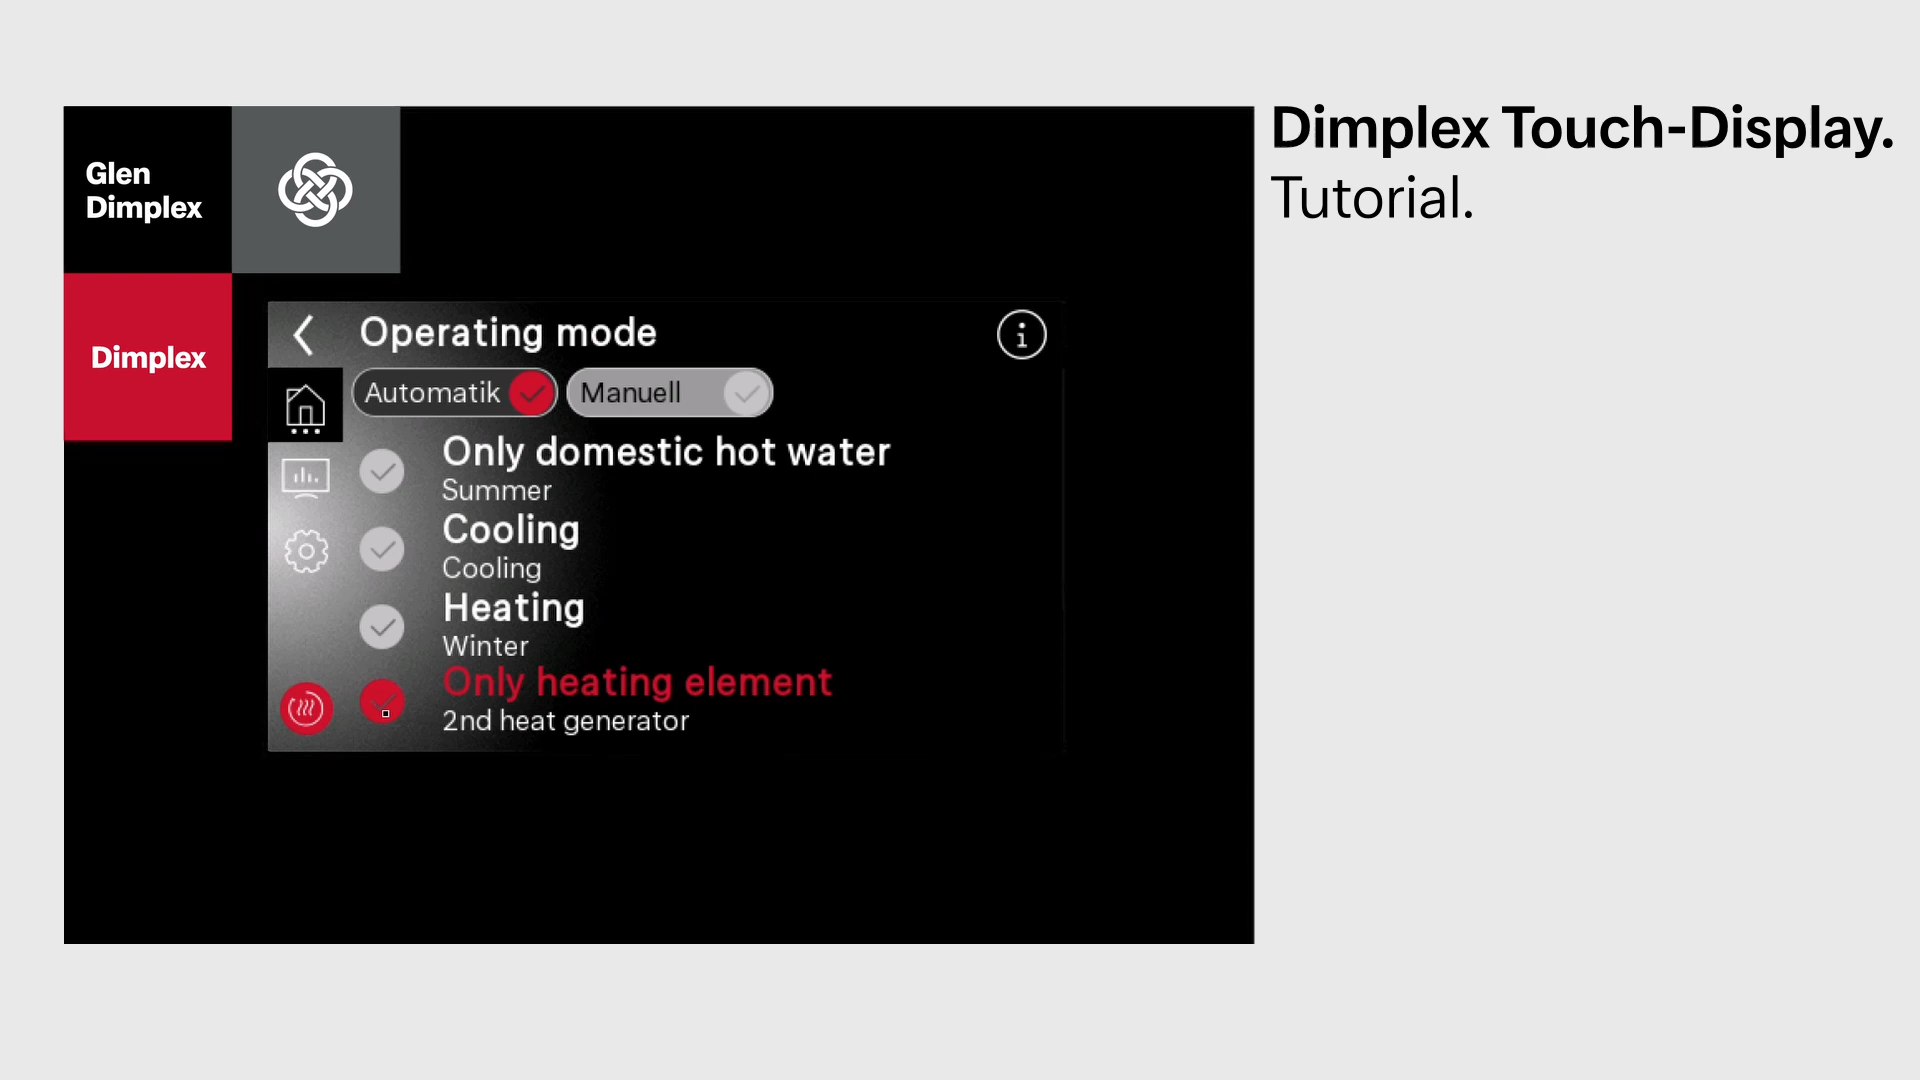 Glen
Dimplex
Dimplex
Dimplex Touch-Display.
Tutorial.
Operating mode
Automatik
Manuell
Only domestic hot water
Summer
Cooling
Cooling
Heating
Winter
Only heating element
2nd heat generator